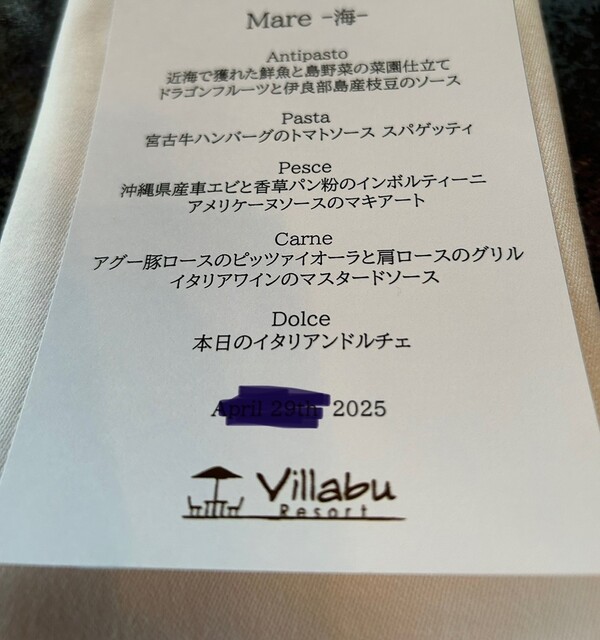 Mare -海-
Antipasto
近海で獲れた鮮魚と島野菜の菜園仕立て
ドラゴンフルーツと伊良部島産枝豆のソース
Pasta
宮古牛ハンバーグのトマトソース スパゲッティ
Pesce
沖縄県産車エビと香草パン粉のインボルティーニ
アメリケーヌソースのマキアート
Carne
アグー豚ロースのピッツァイオーラと肩ロースのグリル
イタリアワインのマスタードソース
Dolce
本日のイタリアンドルチェ
2025
Villabu
Resort